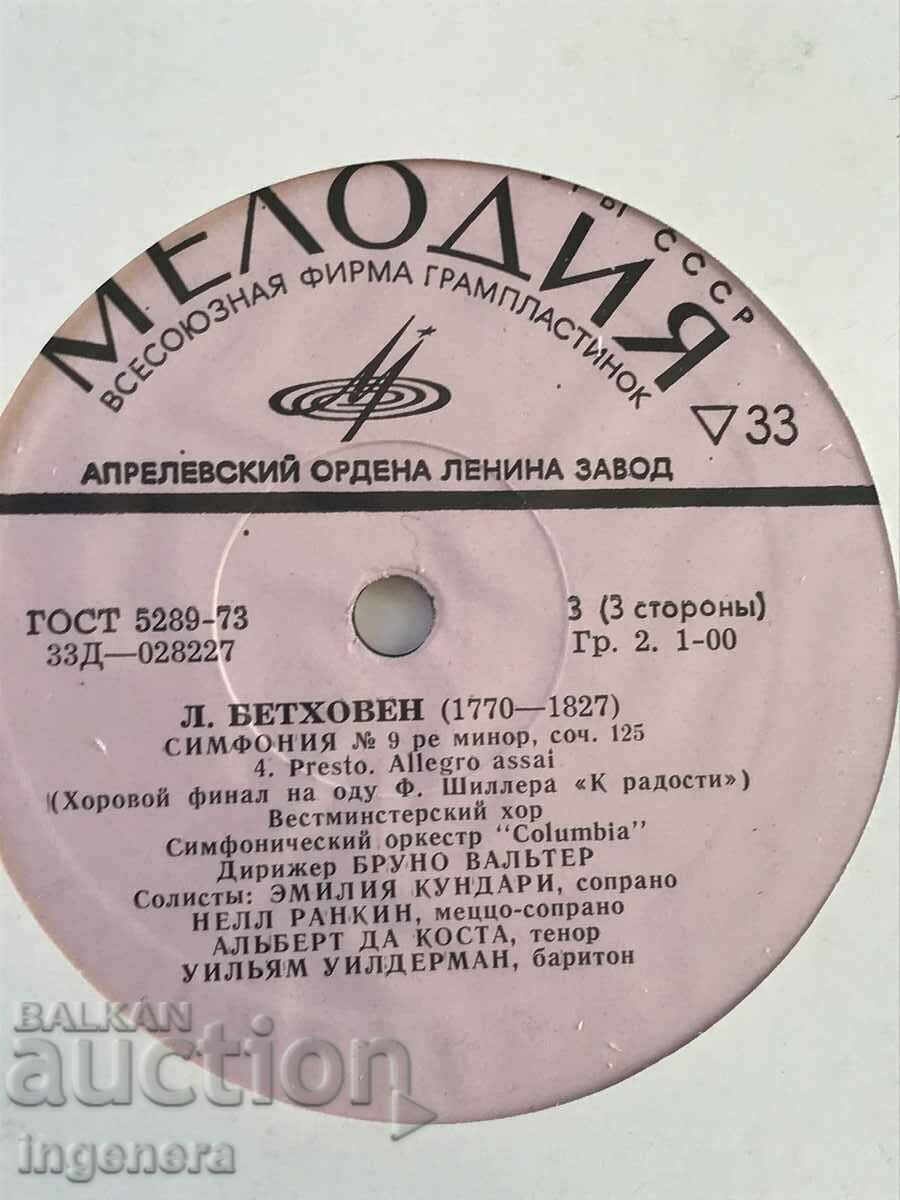 СССР
МЕЛОДИЯ
ВСЕСОЮЗНАЯ ФИРМА ГРАМПЛАСТИНОК
33
АПРЕЛЕВСКИЙ ОРДЕНА ЛЕНИНА ЗАВОД
ГОСТ 5289-73
3 (3 стороны)
33Д—028227
Гр. 2. 1-00
Л. БЕТХОВЕН (1770—1827)
СИМФОНИЯ № 9 ре минор, соч. 125
4. Presto. Allegro assai
(Хоровой финал на оду Ф. Шиллера «К радости»)
Вестминстерский хор
Симфонический оркестр "Columbia"
Дирижер БРУНО ВАЛЬТЕР
Солисты: ЭМИЛИЯ КУНДАРИ, сопрано
НЕЛЛ РАНКИН, меццо-сопрано
АЛЬБЕРТ ДА КОСТА, тенор
УИЛЬЯМ УИЛДЕРМАН, баритон
BALKAN
auction
ingenera